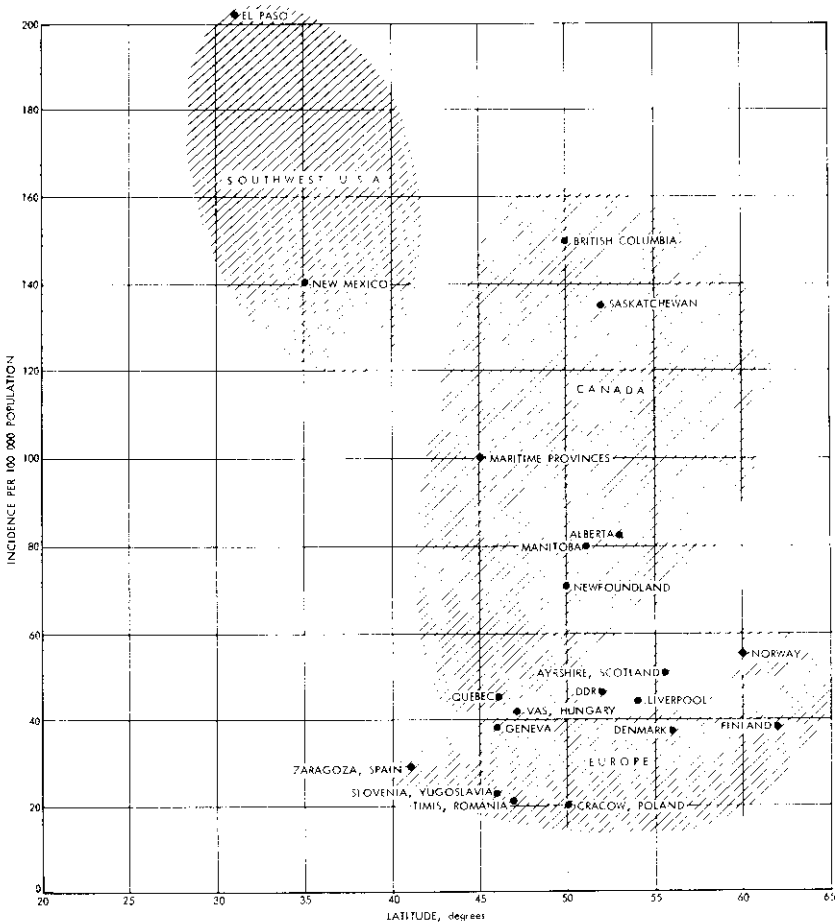 200
EL PASO
180
SOUTHWEST USA
160
BRITISH COLUMBIA
140
NEW MEXICO
SASKATCHEWAN
120
CANADA
INCIDENCE PER 100 000 POPULATION
100
MARITIME PROVINCES
ALBERTA
80
MANITOBA
NEWFOUNDLAND
60
NORWAY
AYRSHIRE, SCOTLAND
QUEBEC
DDR
LIVERPOOL
VAS, HUNGARY
40
GENEVA
DENMARK
FINLAND
EUROPE
ZARAGOZA, SPAIN
SLOVENIA, YUGOSLAVIA
TIMIS, ROMANIA
20
CRACOW, POLAND
0
20 25 30 35 40 45 50 55 60 65
LATITUDE, degrees